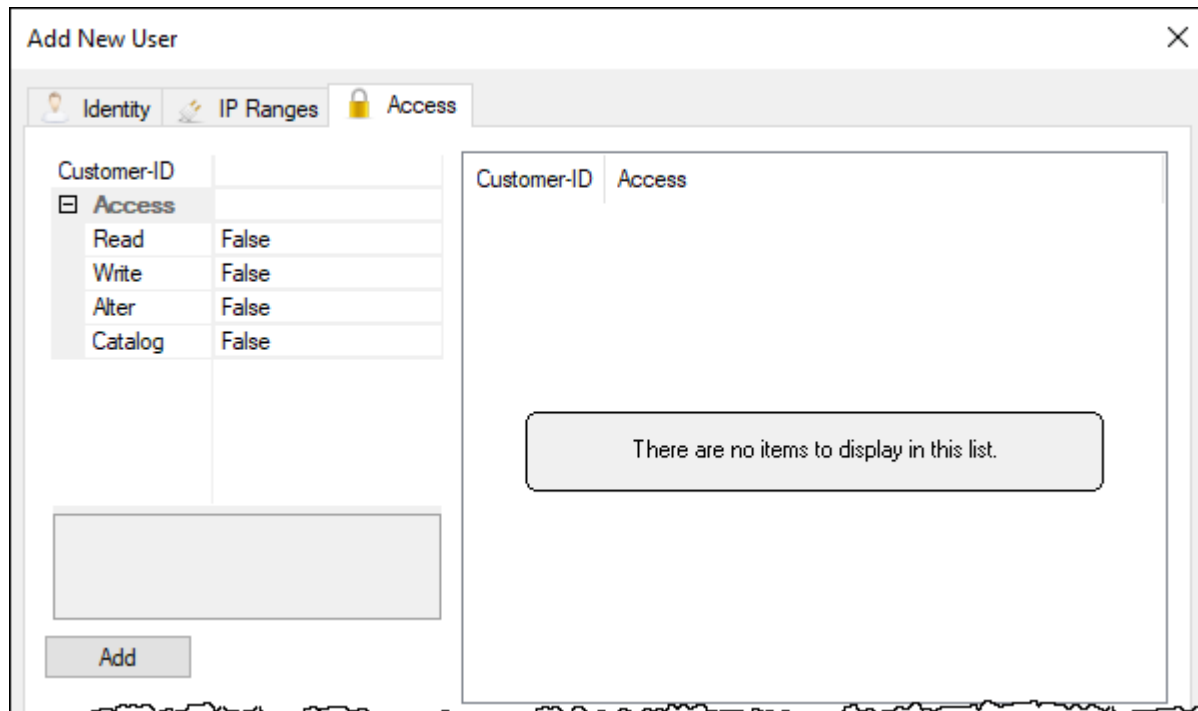 Add New User
Identity IP Ranges Access
Customer-ID
Access
Read False
Write False
Alter False
Catalog False
Add
Customer-ID Access
There are no items to display in this list.